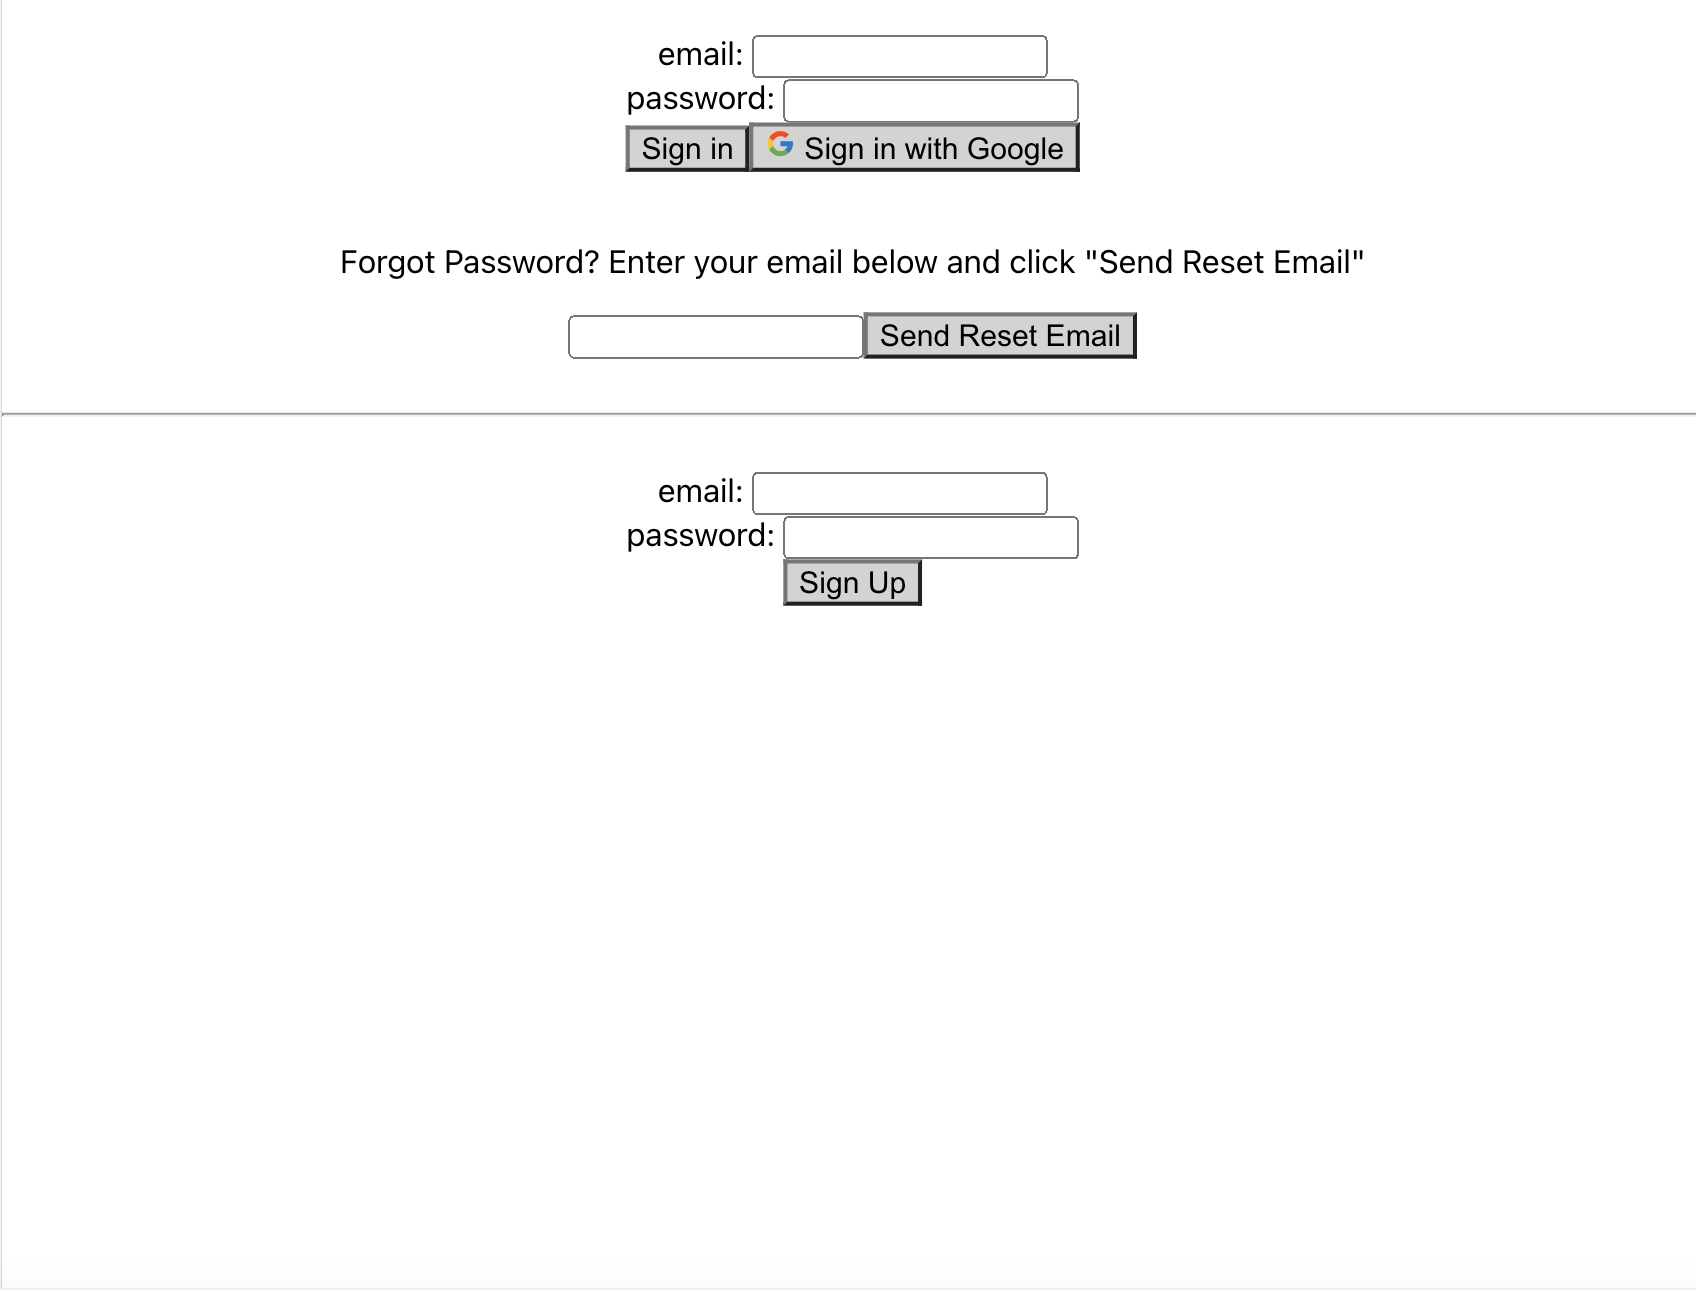 email:
password:
Sign in Sign in with Google
Forgot Password? Enter your email below and click "Send Reset Email"
Send Reset Email
email:
password:
Sign Up